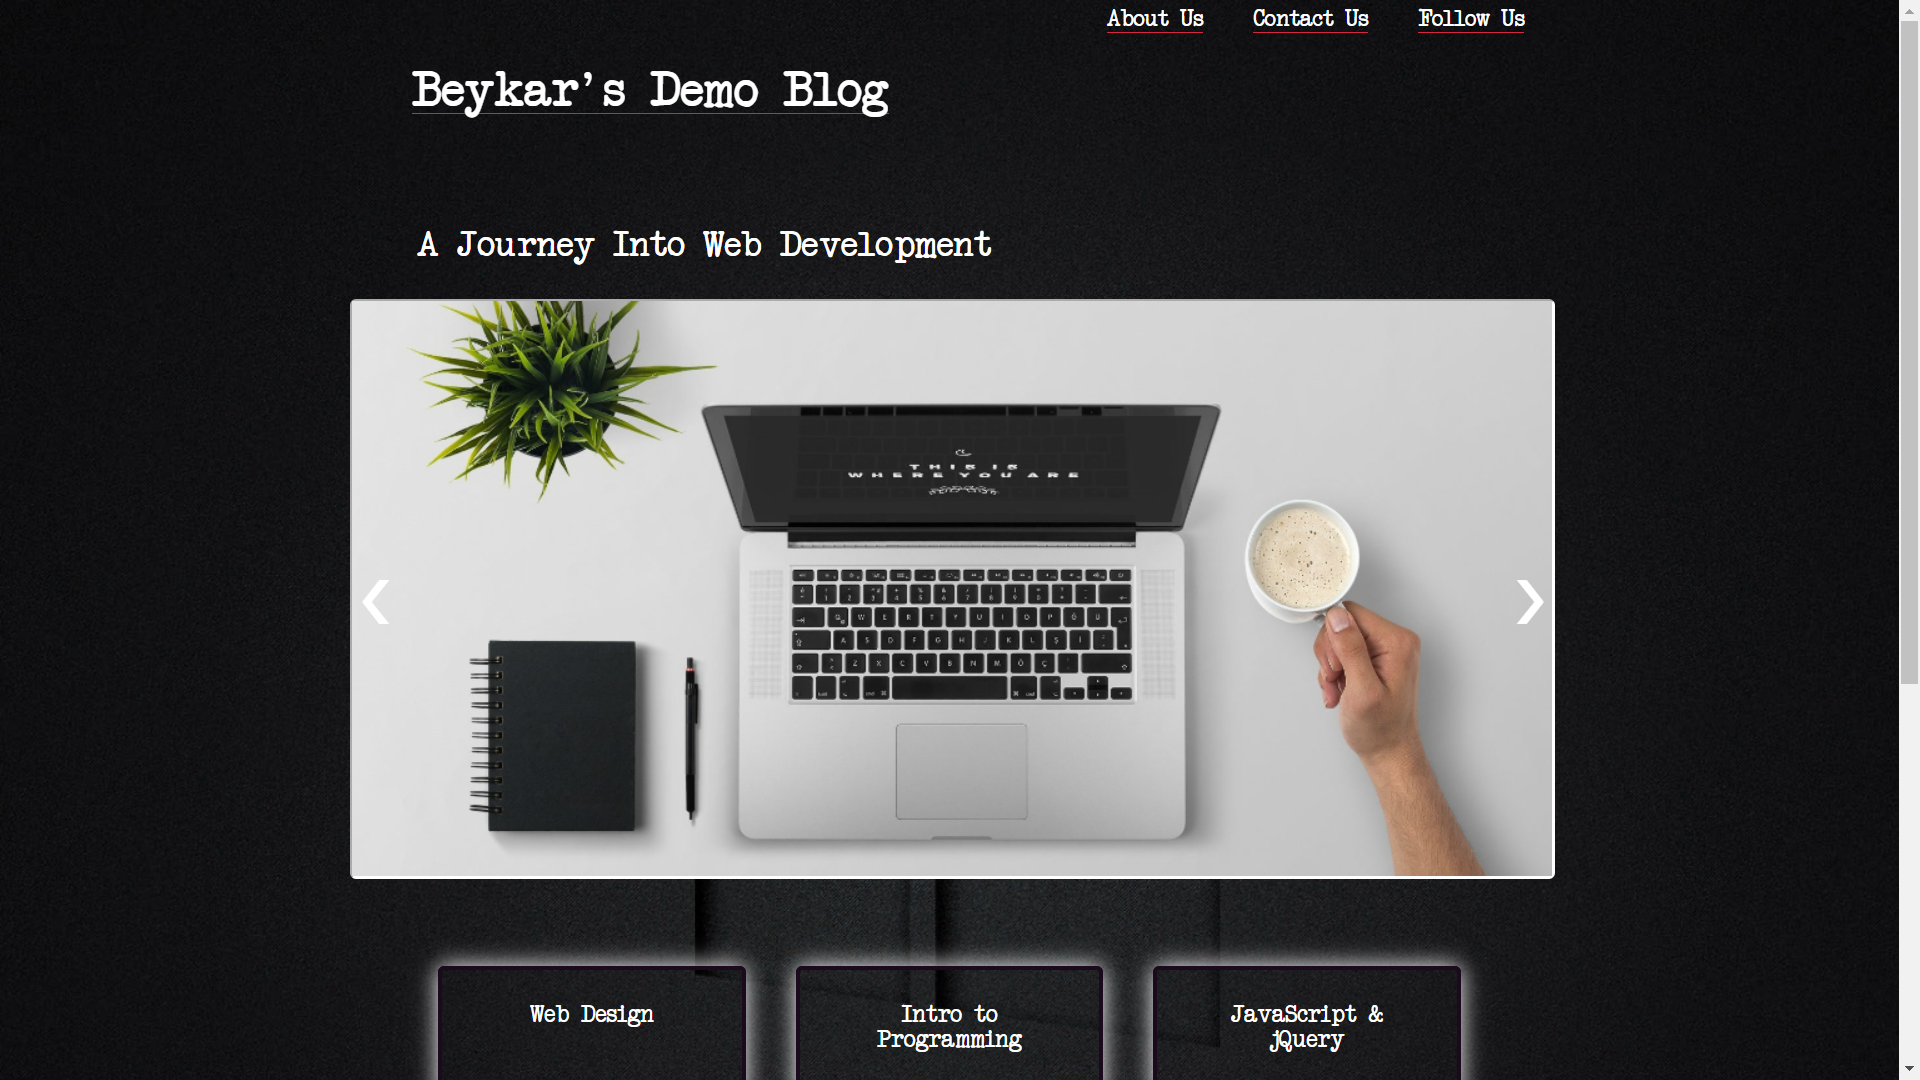 About Us
Contact Us
Follow Us
Beykar's Demo Blog
A Journey Into Web Development
THIS IS
WHERE YOU ARE
Web Design
Intro to
Programming
JavaScript &
jQuery